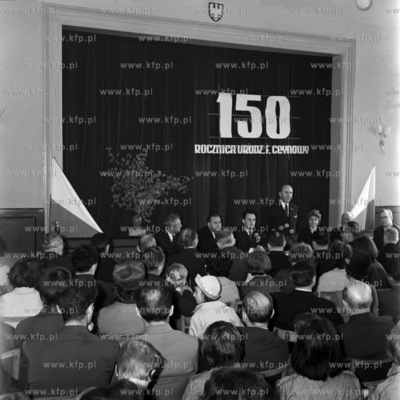 150
ROCZNICA URODZ. F. CEYNOWY
www.kfp.pl